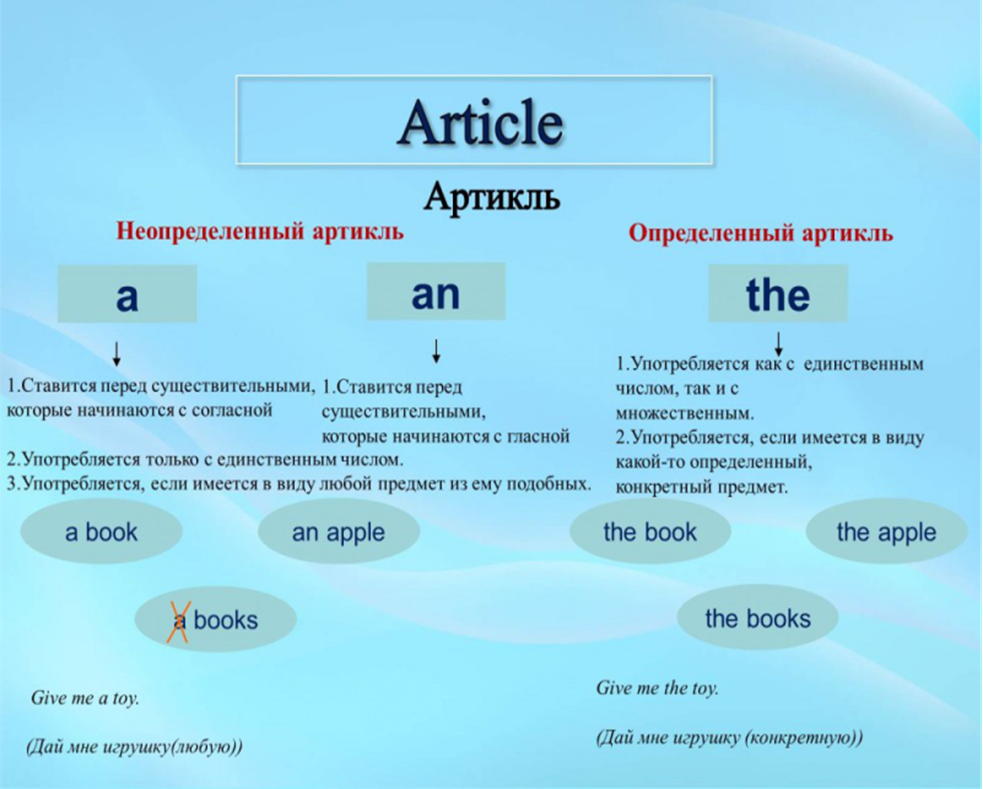 Article
Артикль
Неопределенный артикль
a
an
1.Ставится перед существительными,
которые начинаются с согласной
1.Ставится перед
существительными,
которые начинаются с гласной
2.Употребляется только с единственным числом.
3.Употребляется, если имеется в виду любой предмет из ему подобных.
a book
an apple
a books
Give me a toy.
(Дай мне игрушку(любую))
Определенный артикль
the
1.Употребляется как с единственным
числом, так и с
множественным.
2.Употребляется, если имеется в виду
какой-то определенный,
конкретный предмет.
the book
the apple
the books
Give me the toy.
(Дай мне игрушку (конкретную))